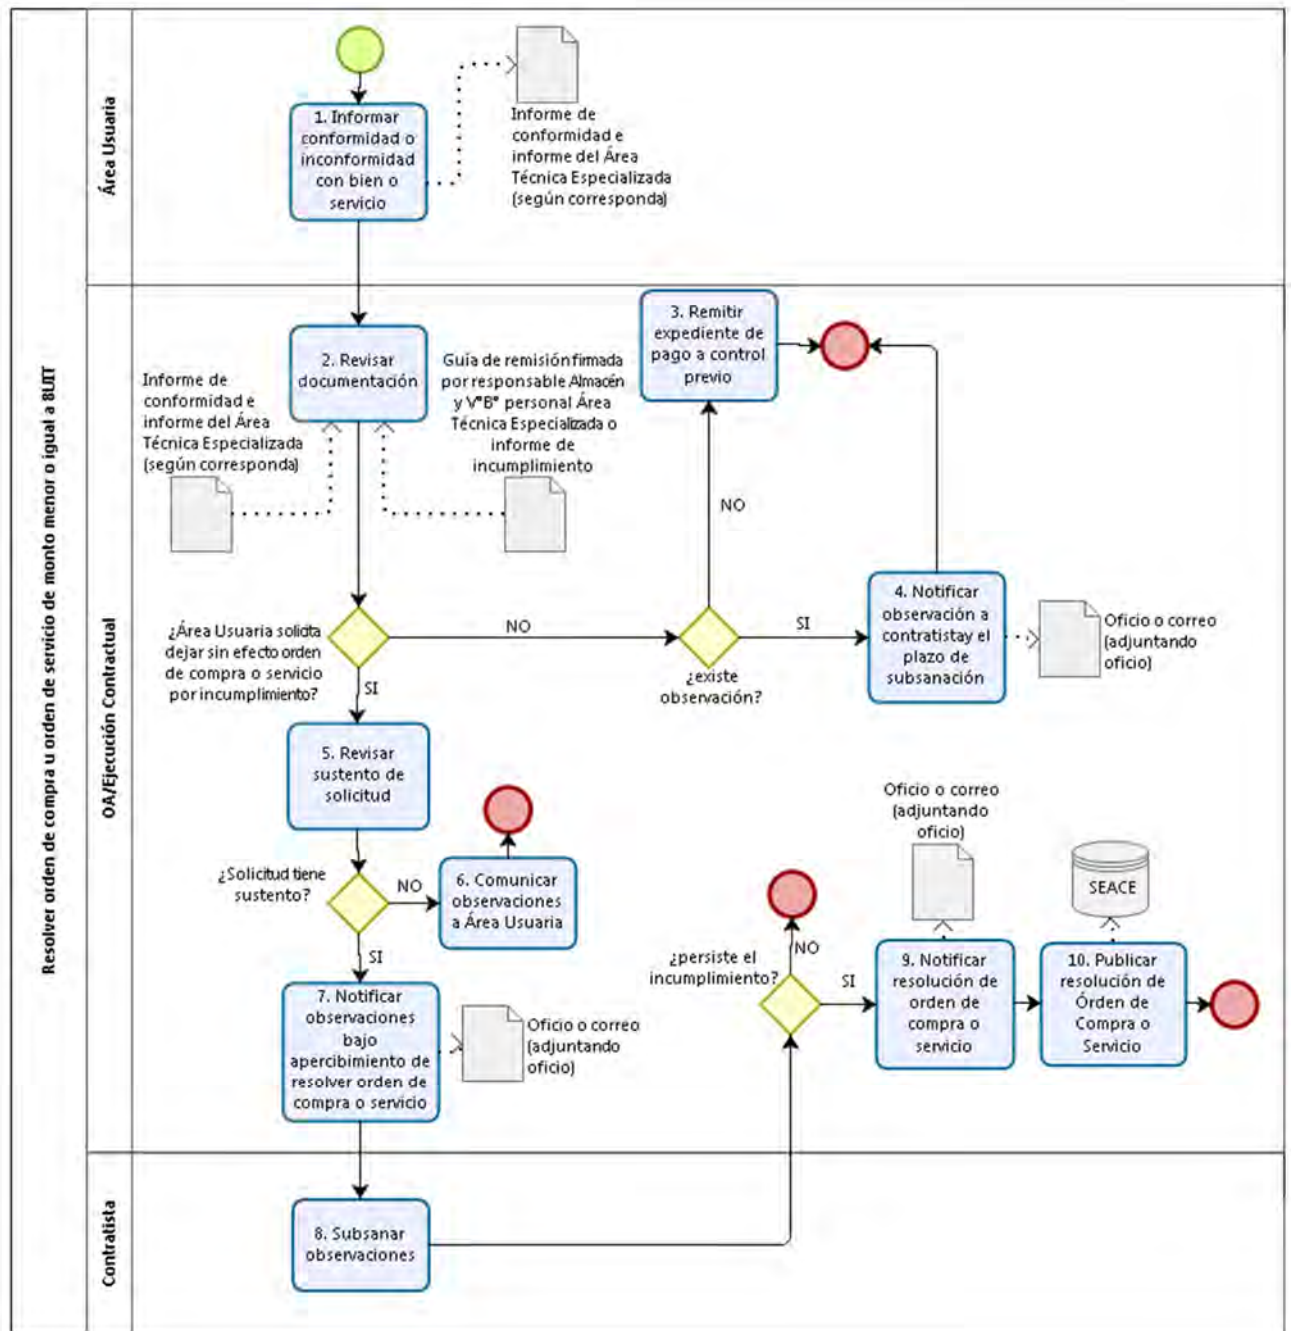 Resolver orden de compra u orden de servicio de monto menor o igual a 8UIT
Área Usuaria
1. Informar
conformidad o
inconformidad
con bien o
servicio
Informe de
conformidad e
informe del Área
Técnica Especializada
(según corresponda)
OA/Ejecución Contractual
2. Revisar
documentación
Informe de
conformidad e
informe del Área
Técnica Especializada
(según corresponda)
Guía de remisión firmada
por responsable Almacén
y V°B° personal Área
Técnica Especializada o
informe de
incumplimiento
3. Remitir
expediente de
pago a control
previo
NO
¿Área Usuaria solicita
dejar sin efecto orden
de compra o servicio
por incumplimiento?
NO
SI
¿existe
observación?
SI
4. Notificar
observación a
contratistay el
plazo de
subsanación
Oficio o correo
(adjuntando
oficio)
5. Revisar
sustento de
solicitud
¿Solicitud tiene
sustento?
NO
6. Comunicar
observaciones
a Área Usuaria
SI
7. Notificar
observaciones
bajo
apercibimiento de
resolver orden de
compra o servicio
Oficio o correo
(adjuntando
oficio)
¿persiste el
incumplimiento?
NO
SI
Oficio o correo
(adjuntando
oficio)
9. Notificar
resolución de
orden de
compra o
servicio
SEACE
10. Publicar
resolución de
Órden de
Compra o
Servicio
Contratista
8. Subsanar
observaciones